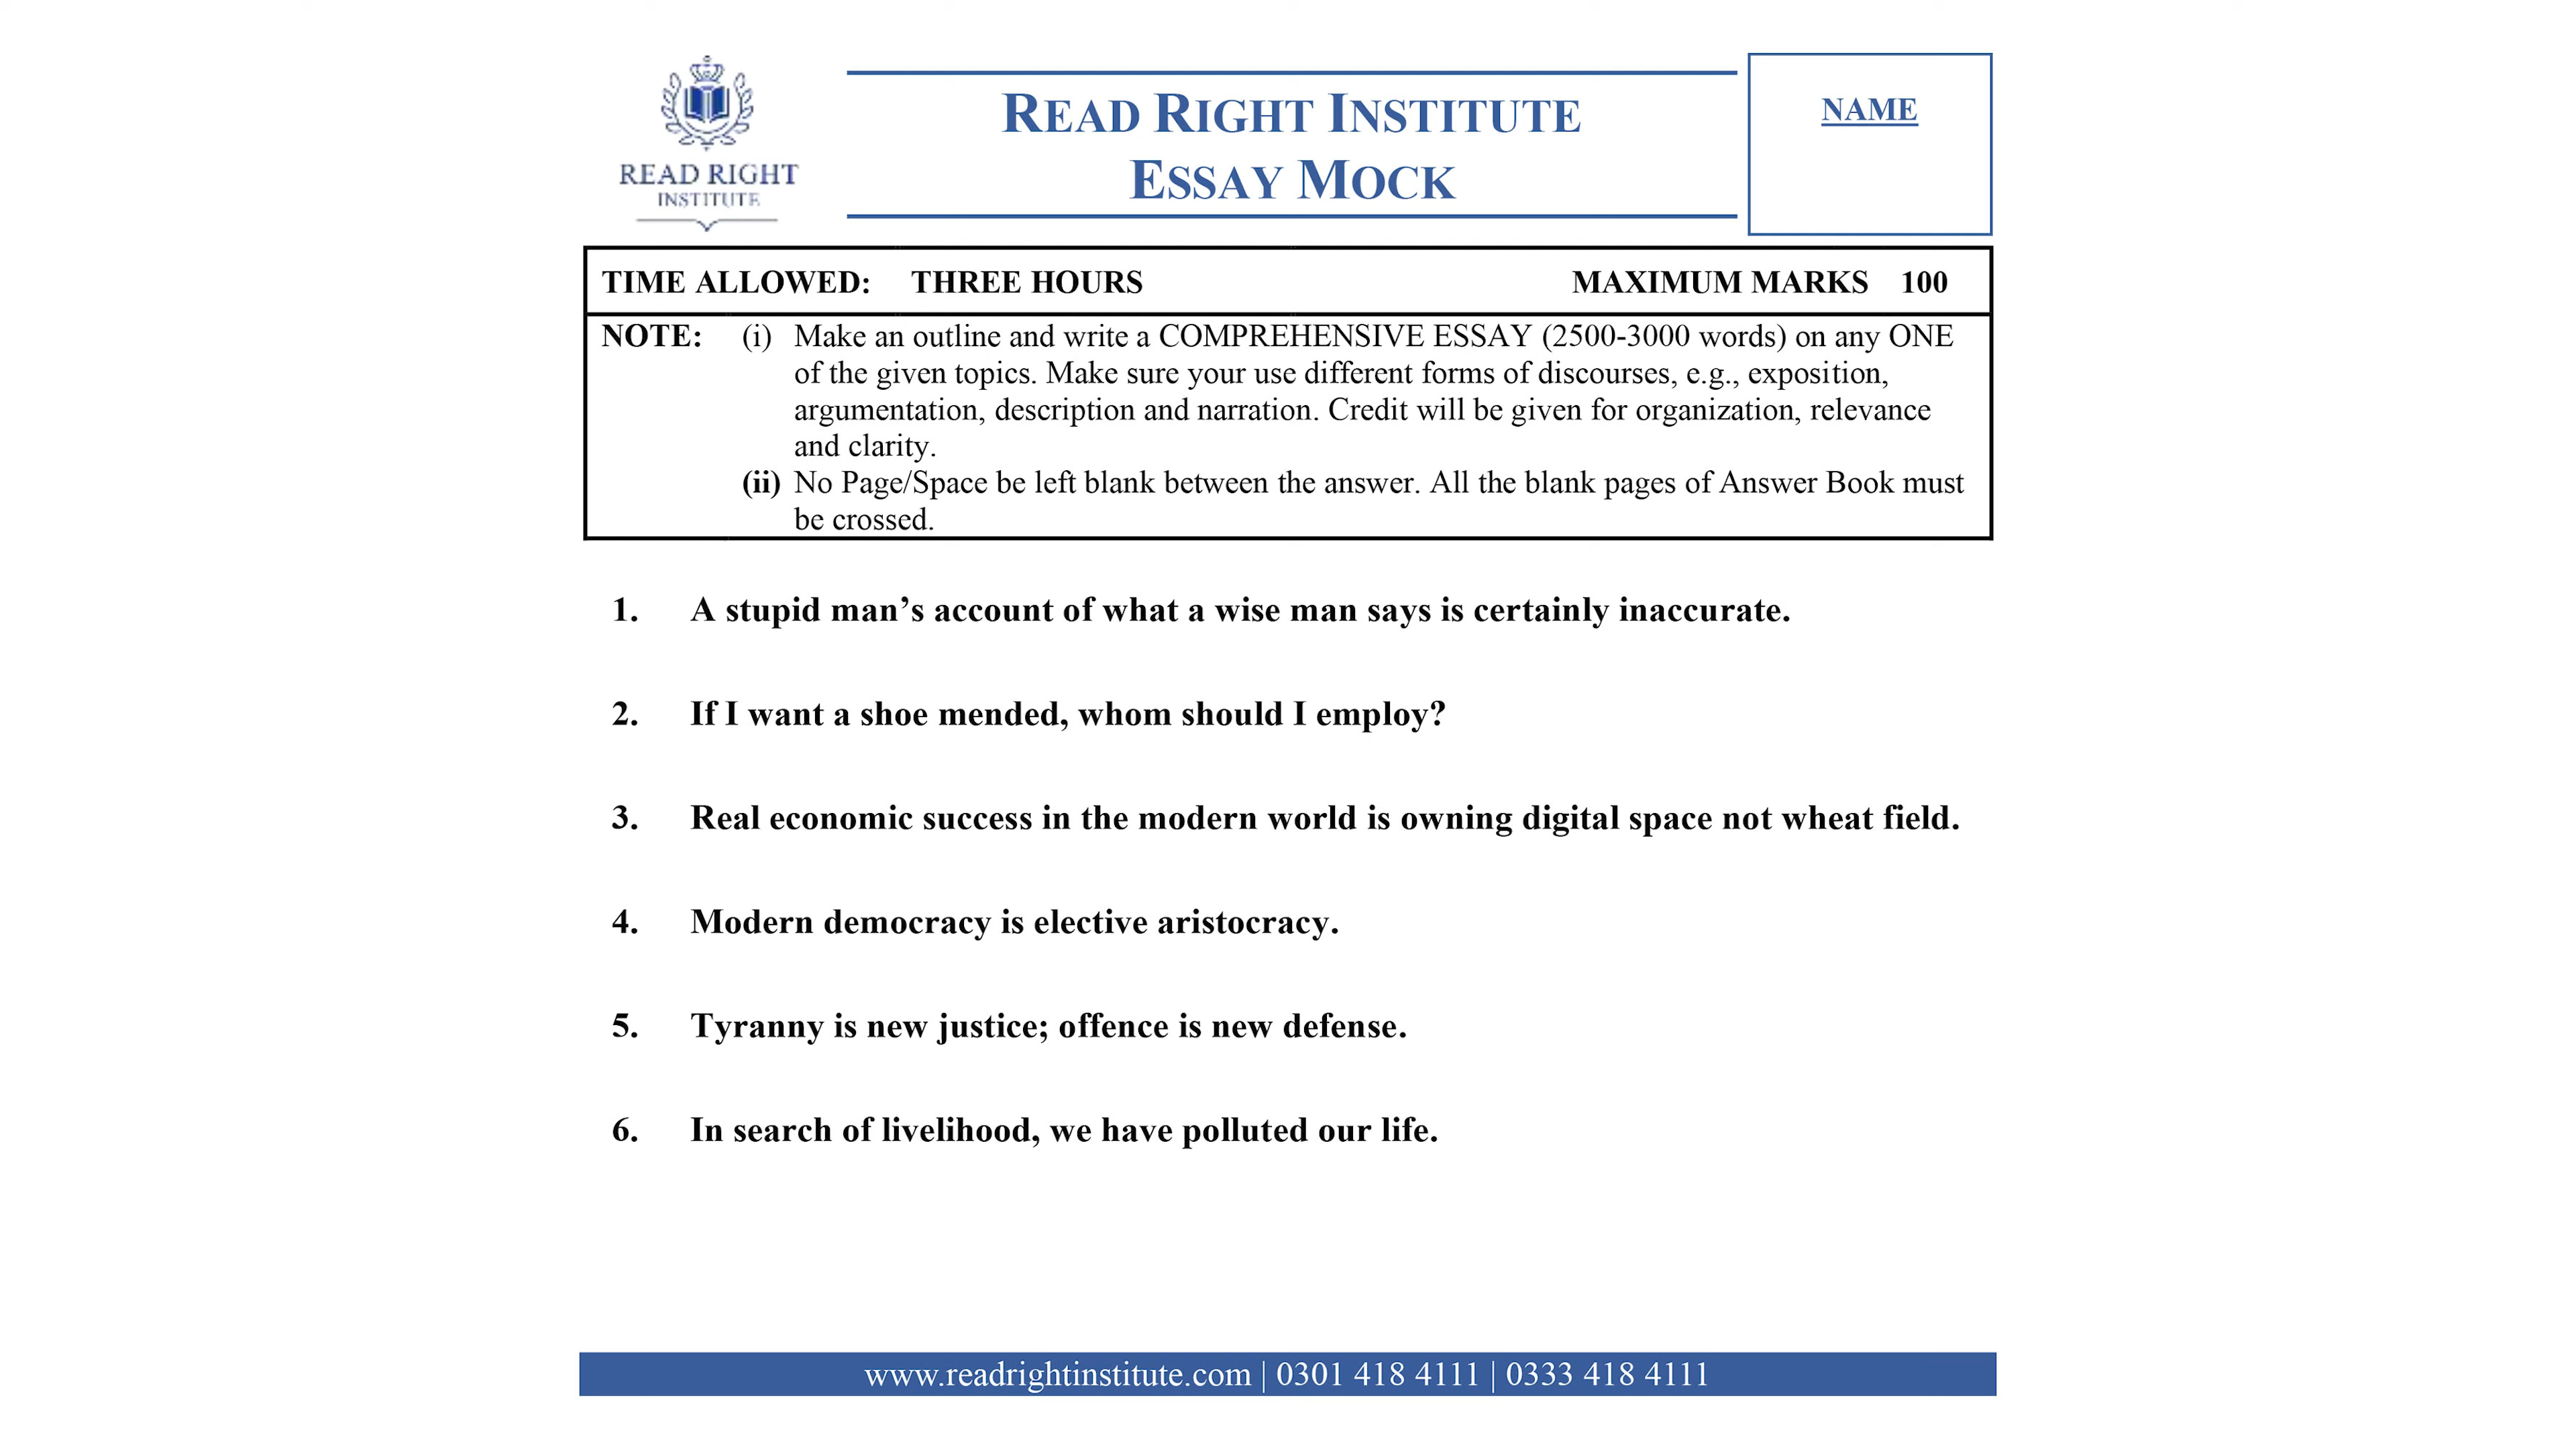 READ RIGHT
INSTITUTE
READ RIGHT INSTITUTE
ESSAY MOCK
NAME
TIME ALLOWED: THREE HOURS MAXIMUM MARKS 100
NOTE: (i) Make an outline and write a COMPREHENSIVE ESSAY (2500-3000 words) on any ONE
of the given topics. Make sure your use different forms of discourses, e.g., exposition,
argumentation, description and narration. Credit will be given for organization, relevance
and clarity.
(ii) No Page/Space be left blank between the answer. All the blank pages of Answer Book must
be crossed.
1. A stupid man’s account of what a wise man says is certainly inaccurate.
2. If I want a shoe mended, whom should I employ?
3. Real economic success in the modern world is owning digital space not wheat field.
4. Modern democracy is elective aristocracy.
5. Tyranny is new justice; offence is new defense.
6. In search of livelihood, we have polluted our life.
www.readrightinstitute.com | 0301 418 4111 | 0333 418 4111